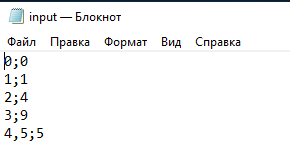 input — Блокнот
Файл Правка Формат Вид Справка
0;0
1;1
2;4
3;9
4,5;5